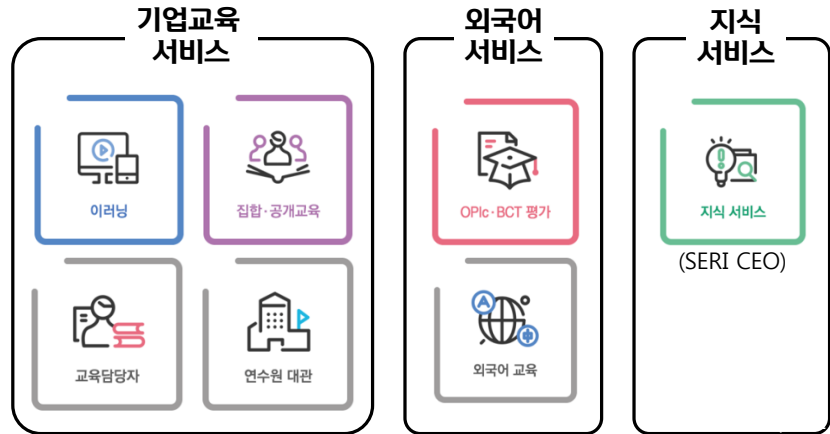 기업교육
서비스
이러닝
집합·공개교육
교육담당자
연수원 대관
외국어
서비스
OPIc·BCT 평가
A
中
외국어 교육
지식
서비스
지식 서비스
(SERI CEO)